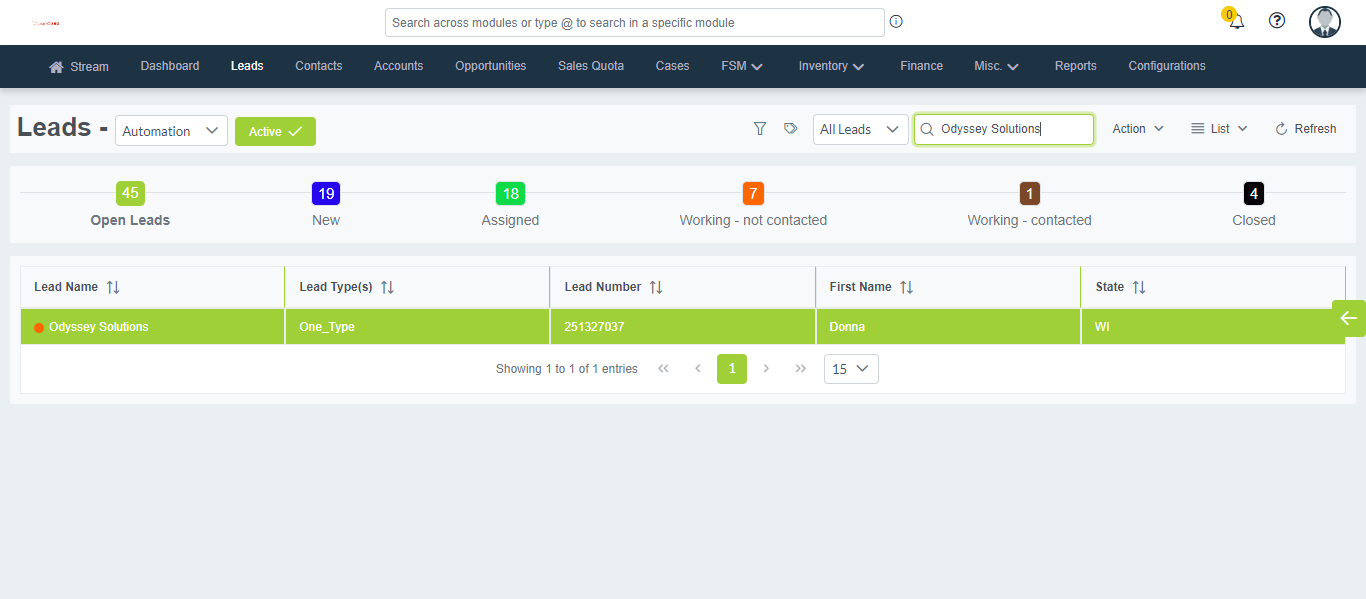 Search across modules or type @ to search in a specific module
0
Stream Dashboard Leads Contacts Accounts Opportunities Sales Quota Cases FSM Inventory Finance Misc. Reports Configurations
Leads - Automation Active All Leads Odyssey Solutions Action List Refresh
45 19 18 7 1 4
Open Leads New Assigned Working - not contacted Working - contacted Closed
Lead Name Lead Type(s) Lead Number First Name State
Odyssey Solutions One_Type 251327037 Donna WI
Showing 1 to 1 of 1 entries 1 15